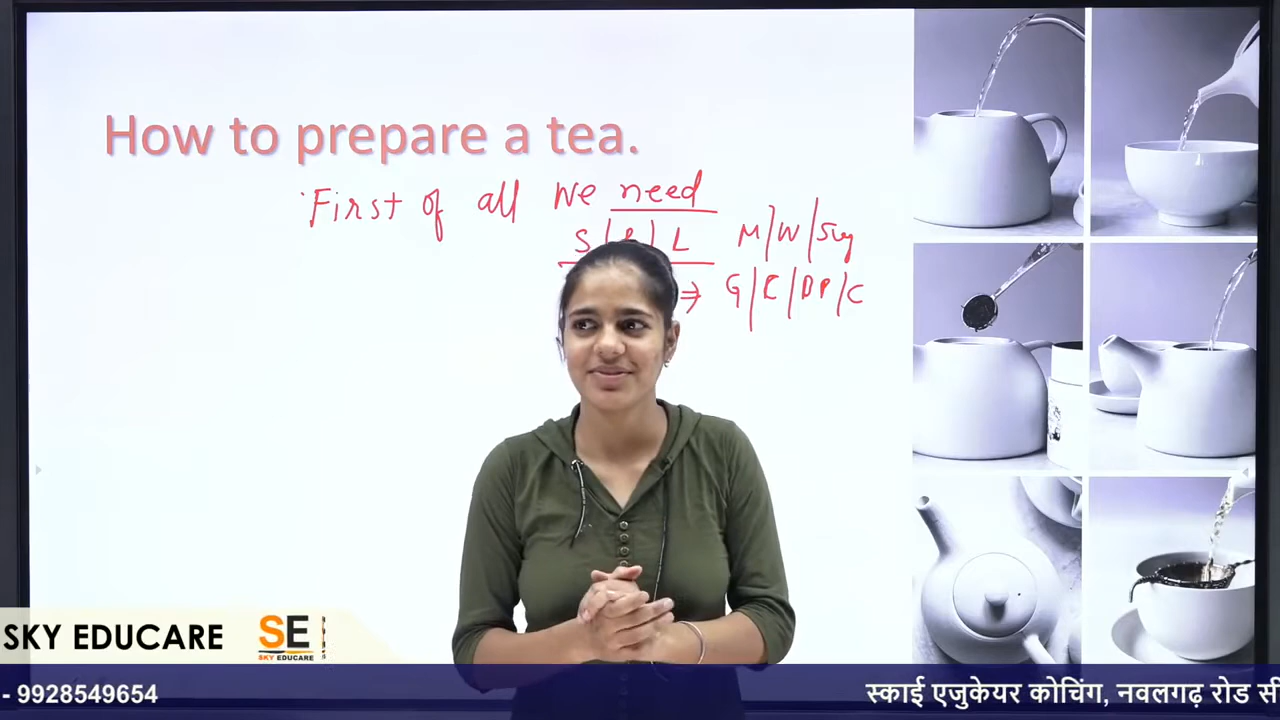 How to prepare a tea.
First of all we need
S | P | L M | W | Sug
→ G | E | D P | C
SKY EDUCARE
SE
SKY EDUCARE
- 9928549654
स्काई एजुकेयर कोचिंग, नवलगढ़ रोड सी